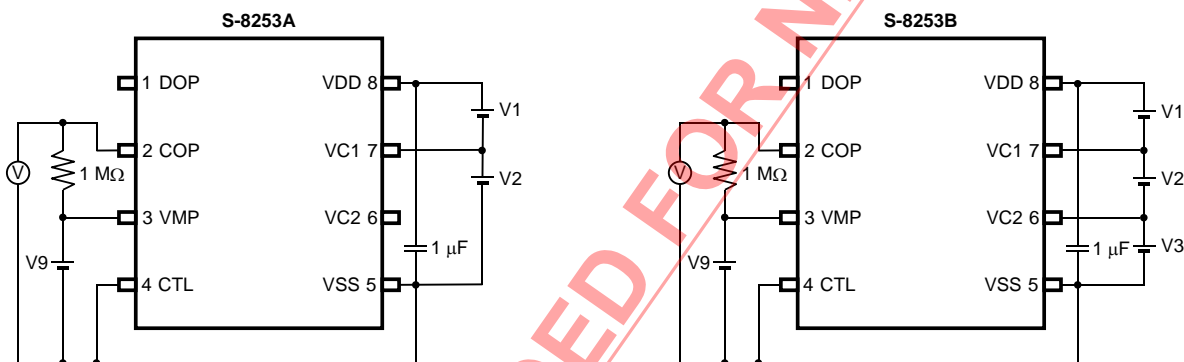 S-8253A
1 DOP
VDD 8
V1
2 COP
VC1 7
V
1 MΩ
V2
3 VMP
VC2 6
V9
1 μF
4 CTL
VSS 5
S-8253B
1 DOP
VDD 8
V1
2 COP
VC1 7
V
1 MΩ
V2
3 VMP
VC2 6
V9
1 μF
V3
4 CTL
VSS 5
ED FOR N